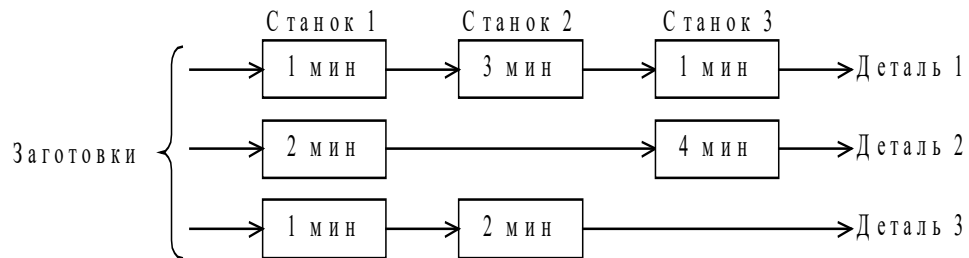 Станок 1 Станок 2 Станок 3
1 мин 3 мин 1 мин Деталь 1
2 мин 4 мин Деталь 2
Заготовки
1 мин 2 мин Деталь 3